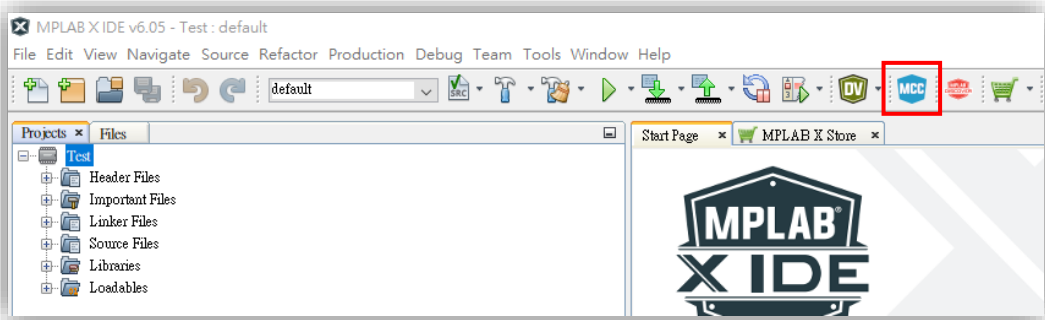 MPLAB X IDE v6.05 - Test : default
File Edit View Navigate Source Refactor Production Debug Team Tools Window Help
SRC default DV MCC
Projects Files Start Page MPLAB X Store
Test
Header Files
Important Files
Linker Files
Source Files
Libraries
Loadables
MPLAB®
X IDE